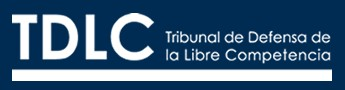 TDLC
Tribunal de Defensa de
la Libre Competencia